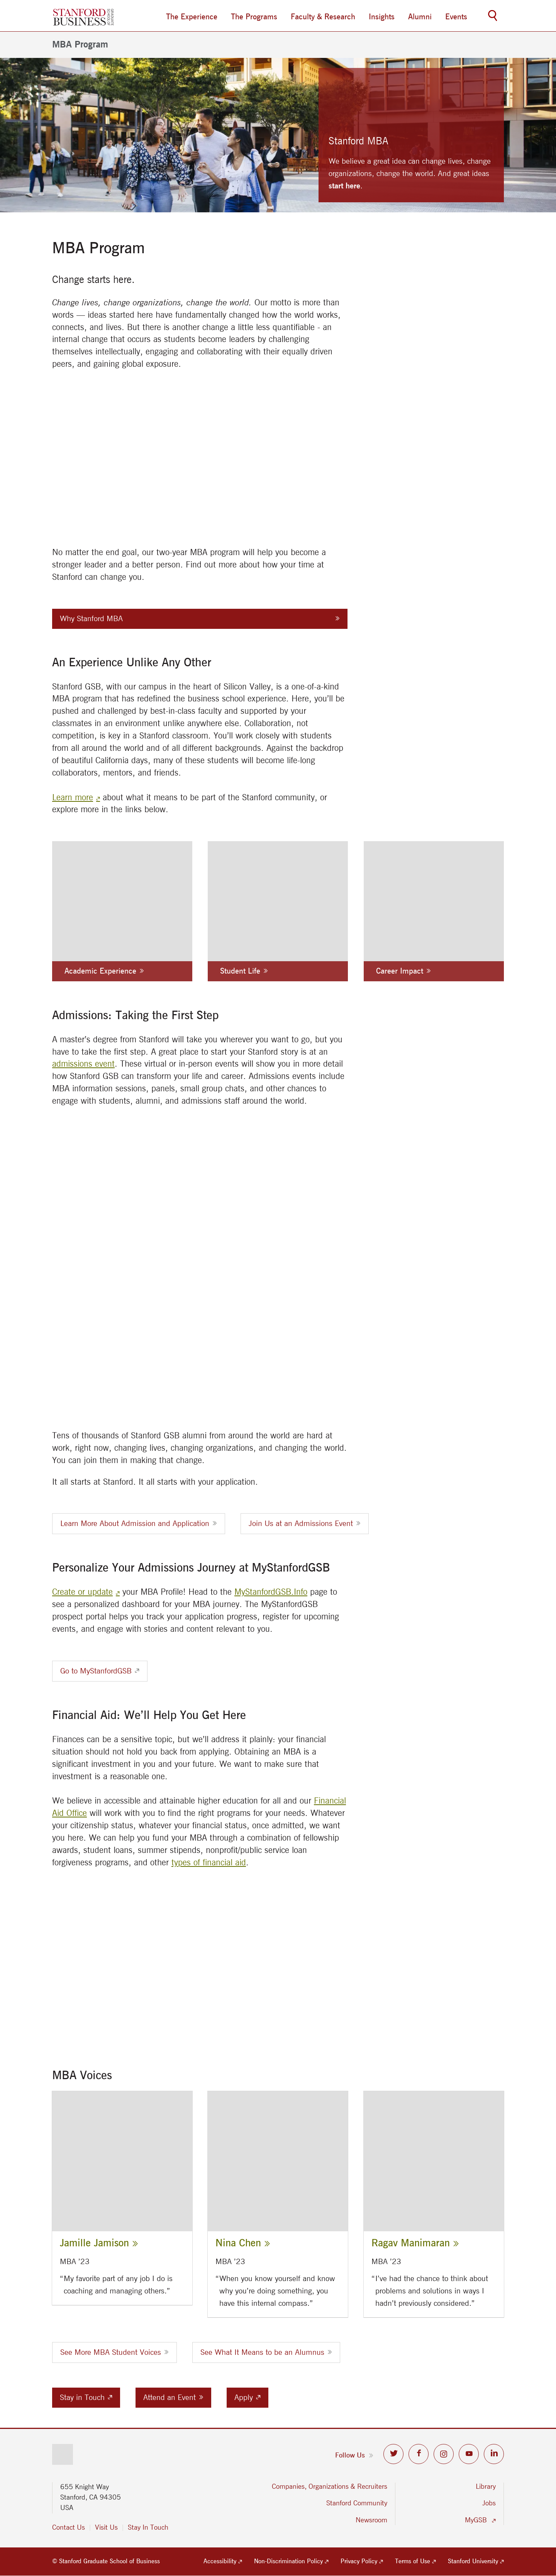 STANFORD
BUSINESS
The Experience
The Programs
Faculty & Research
Insights
Alumni
Events
MBA Program
Stanford MBA
We believe a great idea can change lives, change
organizations, change the world. And great ideas
start here.
MBA Program
Change starts here.
Change lives, change organizations, change the world. Our motto is more than
words — ideas started here have fundamentally changed how the world works,
connects, and lives. But there is another change a little less quantifiable - an
internal change that occurs as students become leaders by challenging
themselves intellectually, engaging and collaborating with their equally driven
peers, and gaining global exposure.
No matter the end goal, our two-year MBA program will help you become a
stronger leader and a better person. Find out more about how your time at
Stanford can change you.
Why Stanford MBA »
An Experience Unlike Any Other
Stanford GSB, with our campus in the heart of Silicon Valley, is a one-of-a-kind
MBA program that has redefined the business school experience. Here, you'll be
pushed and challenged by best-in-class faculty and supported by your
classmates in an environment unlike anywhere else. Collaboration, not
competition, is key in a Stanford classroom. You'll work closely with students
from all around the world and of all different backgrounds. Against the backdrop
of beautiful California days, many of these students will become life-long
collaborators, mentors, and friends.
Learn more ↗ about what it means to be part of the Stanford community, or
explore more in the links below.
Academic Experience »
Student Life »
Career Impact »
Admissions: Taking the First Step
A master's degree from Stanford will take you wherever you want to go, but you
have to take the first step. A great place to start your Stanford story is at an
admissions event. These virtual or in-person events will show you in more detail
how Stanford GSB can transform your life and career. Admissions events include
MBA information sessions, panels, small group chats, and other chances to
engage with students, alumni, and admissions staff around the world.
Tens of thousands of Stanford GSB alumni from around the world are hard at
work, right now, changing lives, changing organizations, and changing the world.
You can join them in making that change.
It all starts at Stanford. It all starts with your application.
Learn More About Admission and Application »
Join Us at an Admissions Event »
Personalize Your Admissions Journey at MyStanfordGSB
Create or update ↗ your MBA Profile! Head to the MyStanfordGSB.Info page to
see a personalized dashboard for your MBA journey. The MyStanfordGSB
prospect portal helps you track your application progress, register for upcoming
events, and engage with stories and content relevant to you.
Go to MyStanfordGSB ↗
Financial Aid: We'll Help You Get Here
Finances can be a sensitive topic, but we'll address it plainly: your financial
situation should not hold you back from applying. Obtaining an MBA is a
significant investment in you and your future. We want to make sure that
investment is a reasonable one.
We believe in accessible and attainable higher education for all and our Financial
Aid Office will work with you to find the right programs for your needs. Whatever
your citizenship status, whatever your financial status, once admitted, we want
you here. We can help you fund your MBA through a combination of fellowship
awards, student loans, summer stipends, nonprofit/public service loan
forgiveness programs, and other types of financial aid.
MBA Voices
Jamille Jamison »
MBA '23
“My favorite part of any job I do is
coaching and managing others.”
Nina Chen »
MBA '23
“When you know yourself and know
why you're doing something, you
have this internal compass.”
Ragav Manimaran »
MBA '23
“I've had the chance to think about
problems and solutions in ways I
hadn't previously considered.”
See More MBA Student Voices »
See What It Means to be an Alumnus »
Stay in Touch ↗
Attend an Event »
Apply ↗
Follow Us »
655 Knight Way
Stanford, CA 94305
USA
Contact Us
Visit Us
Stay In Touch
Companies, Organizations & Recruiters
Stanford Community
Newsroom
Library
Jobs
MyGSB ↗
© Stanford Graduate School of Business
Accessibility ↗
Non-Discrimination Policy ↗
Privacy Policy ↗
Terms of Use ↗
Stanford University ↗